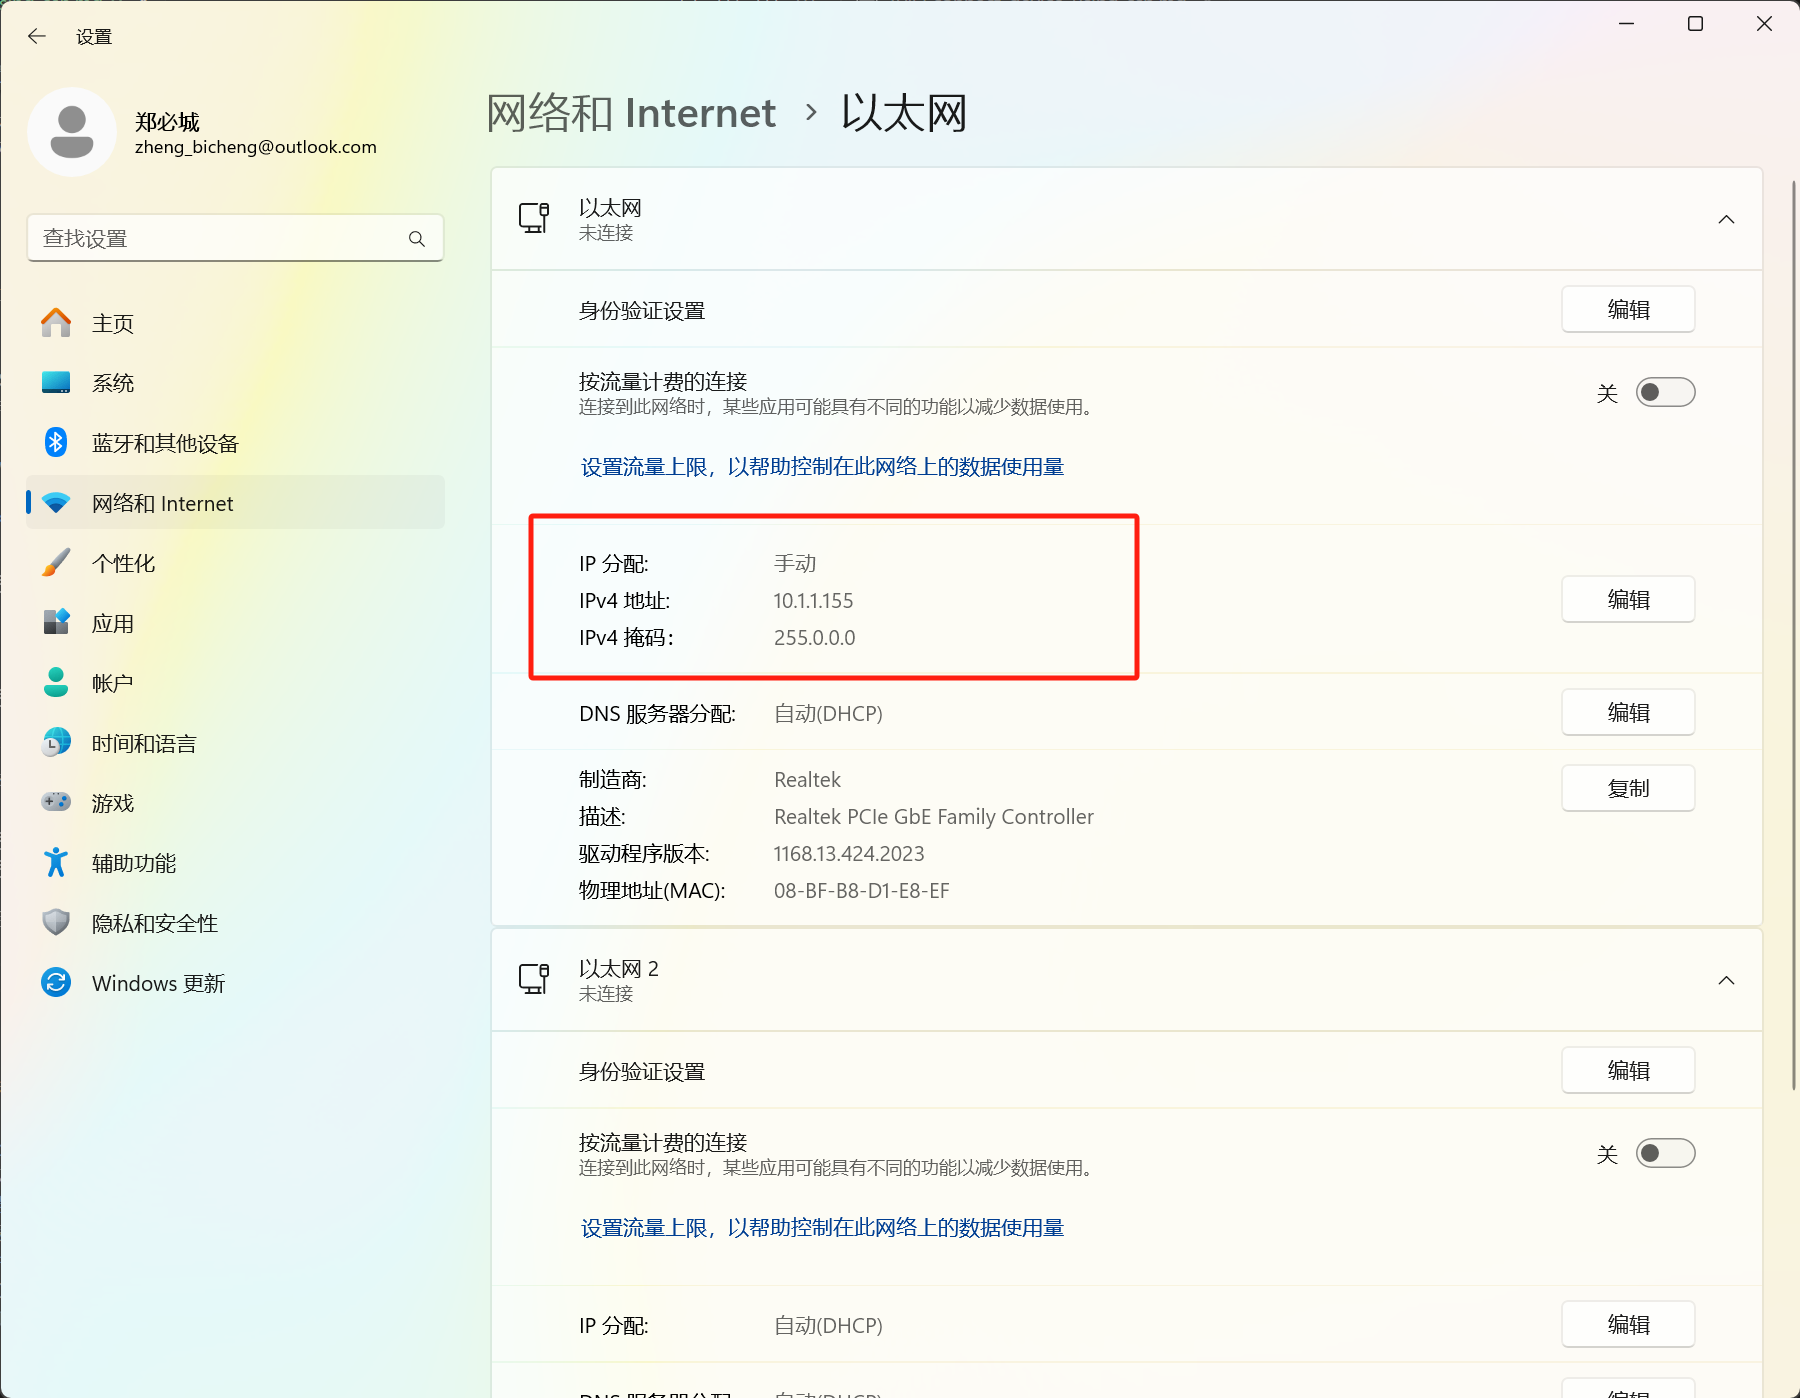 设置
郑必城
zheng_bicheng@outlook.com
查找设置
主页
系统
蓝牙和其他设备
网络和 Internet
个性化
应用
帐户
时间和语言
游戏
辅助功能
隐私和安全性
Windows 更新
网络和 Internet › 以太网
以太网
未连接
身份验证设置 编辑
按流量计费的连接
连接到此网络时，某些应用可能具有不同的功能以减少数据使用。
关
设置流量上限，以帮助控制在此网络上的数据使用量
IP 分配: 手动
IPv4 地址: 10.1.1.155
编辑
IPv4 掩码: 255.0.0.0
DNS 服务器分配: 自动(DHCP) 编辑
制造商: Realtek
复制
描述: Realtek PCIe GbE Family Controller
驱动程序版本: 1168.13.424.2023
物理地址(MAC): 08-BF-B8-D1-E8-EF
以太网 2
未连接
身份验证设置 编辑
按流量计费的连接
连接到此网络时，某些应用可能具有不同的功能以减少数据使用。
关
设置流量上限，以帮助控制在此网络上的数据使用量
IP 分配: 自动(DHCP) 编辑
DNS 服务器分配: 自动(DHCP) 编辑